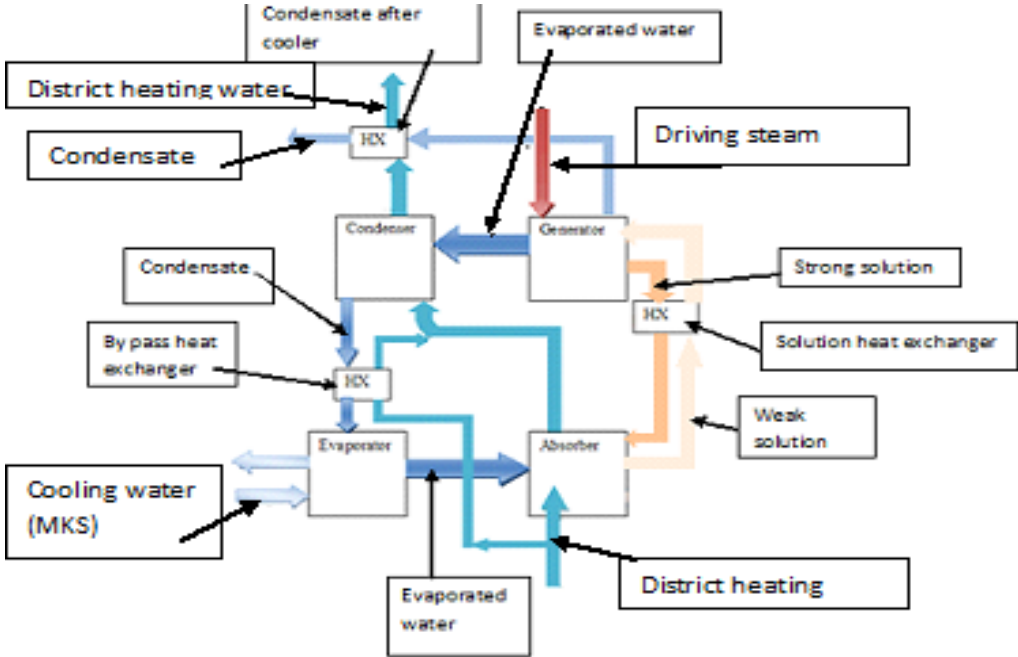 Condensate after
cooler
Evaporated water
District heating water
HX
Driving steam
Condensate
Condenser
Generator
Condensate
Strong solution
HX
By pass heat
exchanger
Solution heat exchanger
HX
Weak
solution
Evaporator
Absorber
Cooling water
(MKS)
District heating
Evaporated
water